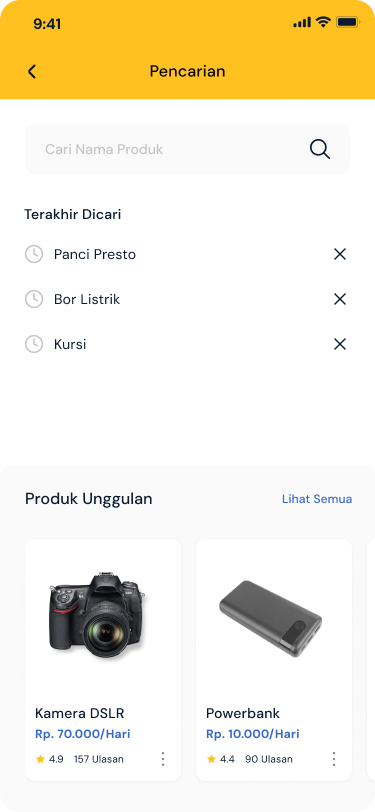 9:41
Pencarian
Cari Nama Produk
Terakhir Dicari
Panci Presto
Bor Listrik
Kursi
Produk Unggulan
Lihat Semua
Kamera DSLR
Rp. 70.000/Hari
4.9 157 Ulasan
Powerbank
Rp. 10.000/Hari
4.4 90 Ulasan